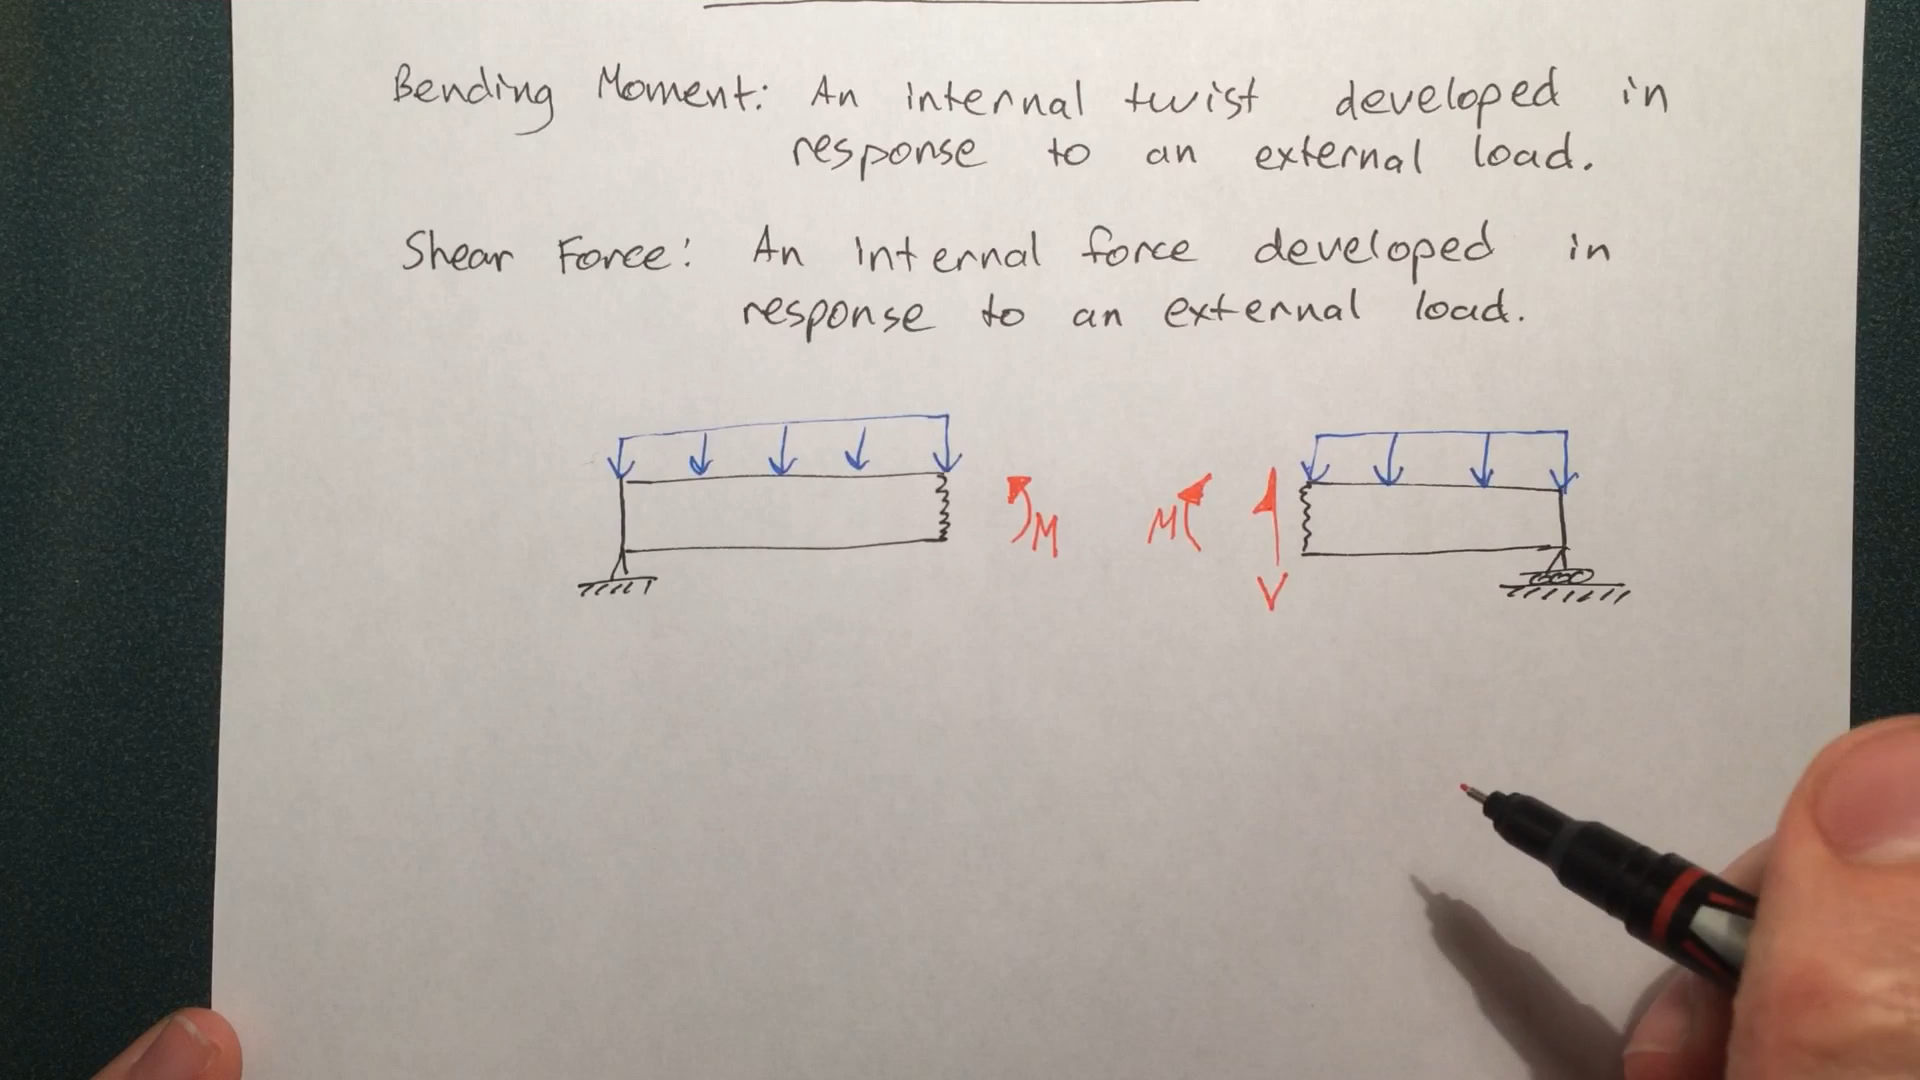 Bending Moment: An internal twist developed in
response to an external load.
Shear Force: An internal force developed in
response to an external load.
M
M
V